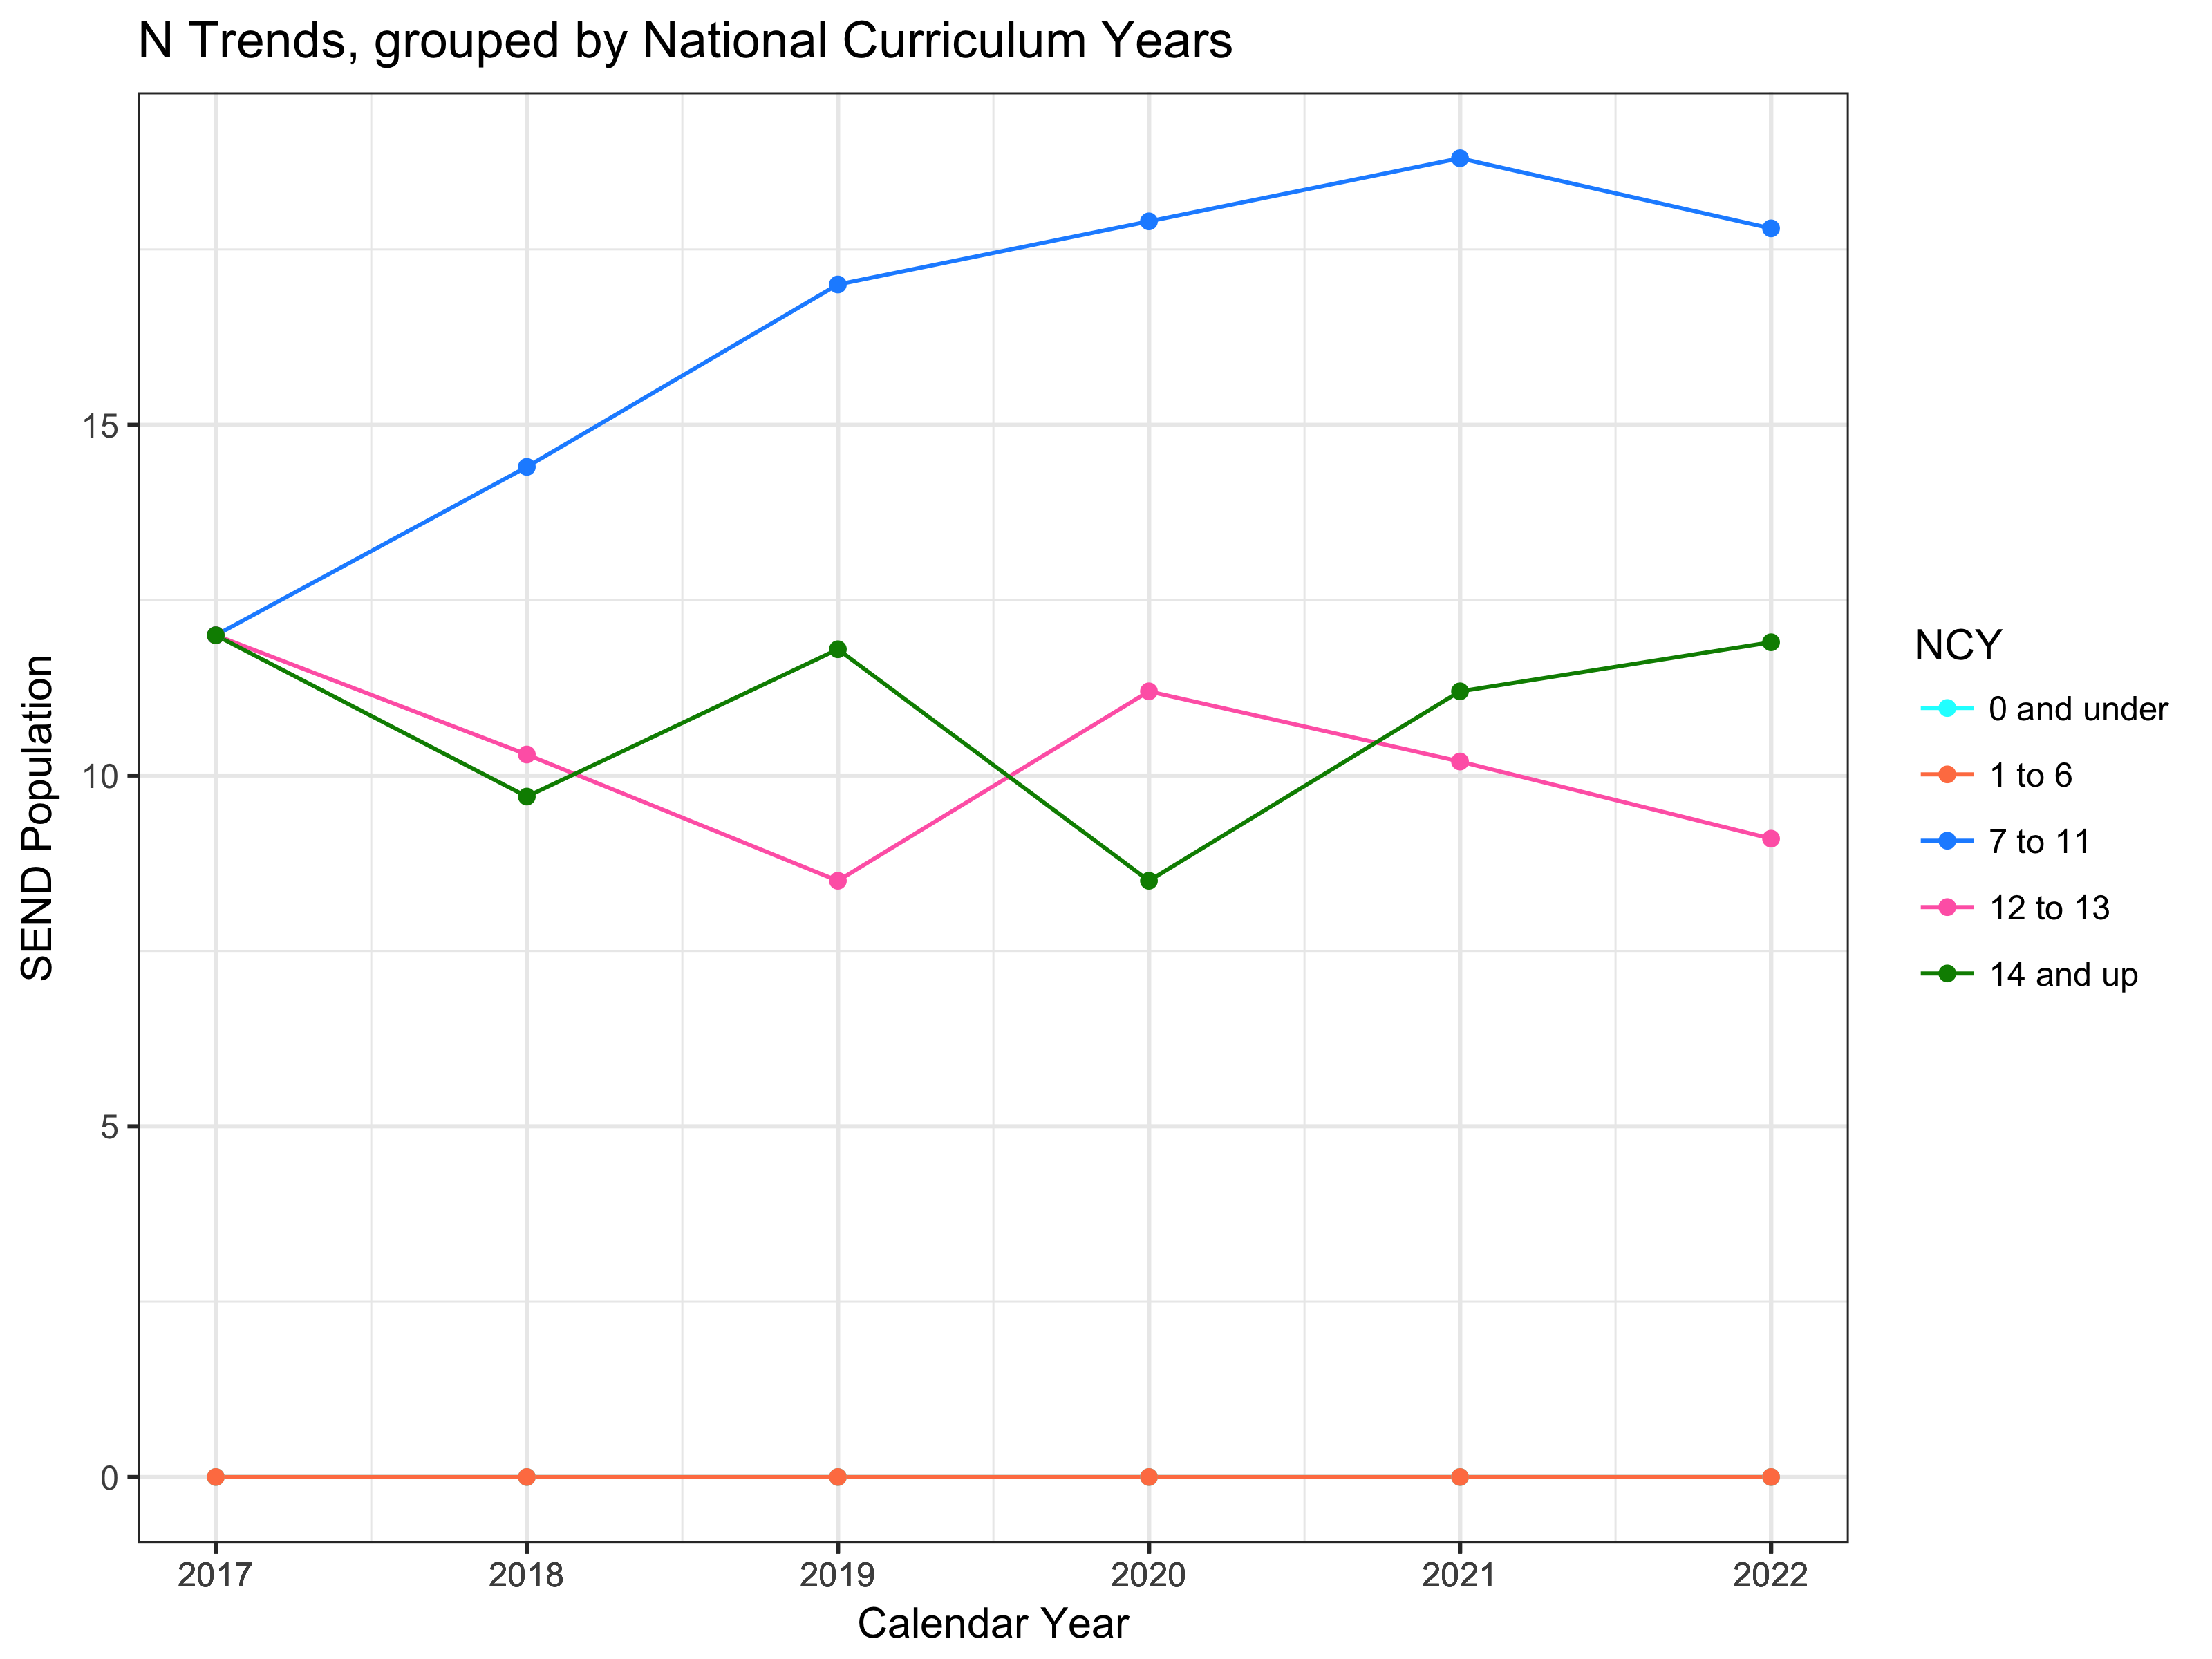 N Trends, grouped by National Curriculum Years
SEND Population
15
10
5
0
2017 2018 2019 2020 2021 2022
Calendar Year
NCY
0 and under
1 to 6
7 to 11
12 to 13
14 and up